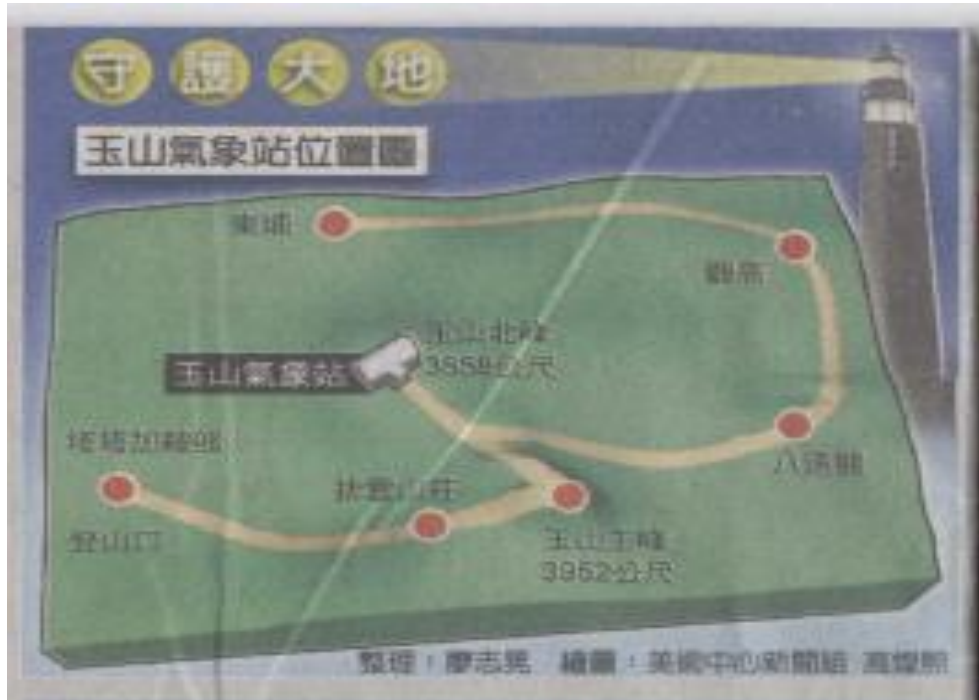 守護大地
玉山氣象站位置圖
東埔
觀高
玉山北峰
3858公尺
玉山氣象站
八通關
塔塔加鞍部
登山口
排雲山莊
玉山主峰
3952公尺
整理：廖志晃 繪圖：美術中心新聞組